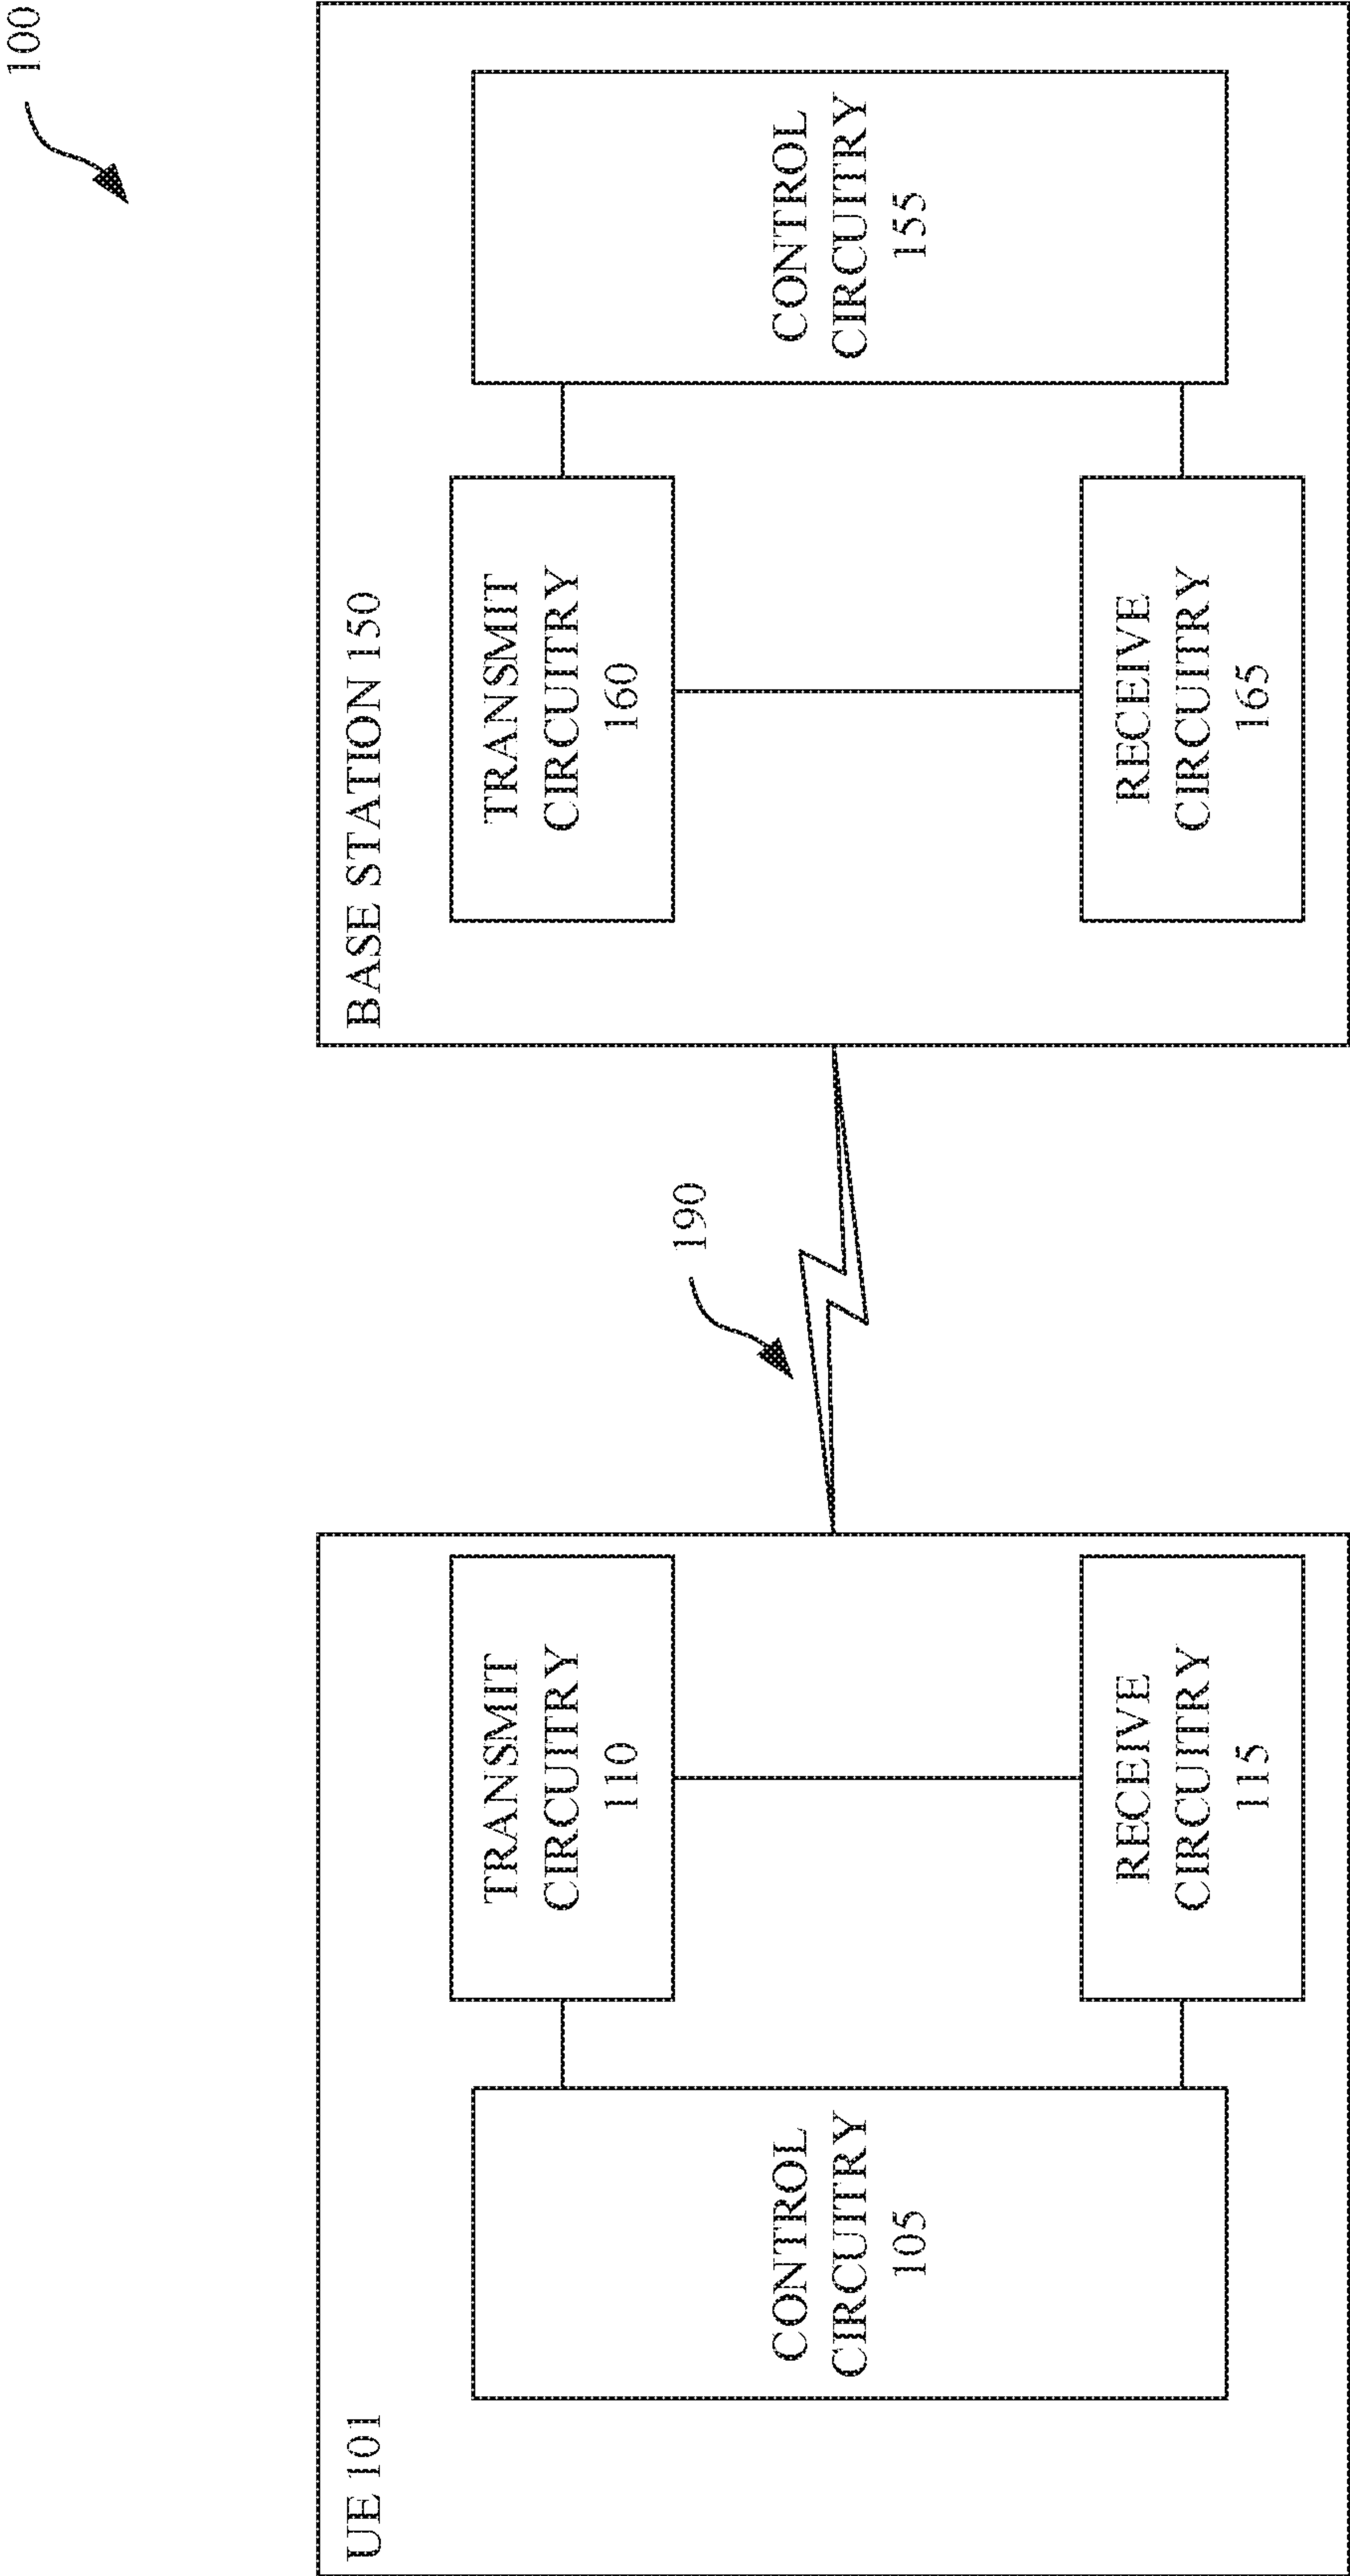 100
UE 101
CONTROL
CIRCUITRY
105
TRANSMIT
CIRCUITRY
110
RECEIVE
CIRCUITRY
115
190
BASE STATION 150
TRANSMIT
CIRCUITRY
160
RECEIVE
CIRCUITRY
165
CONTROL
CIRCUITRY
155